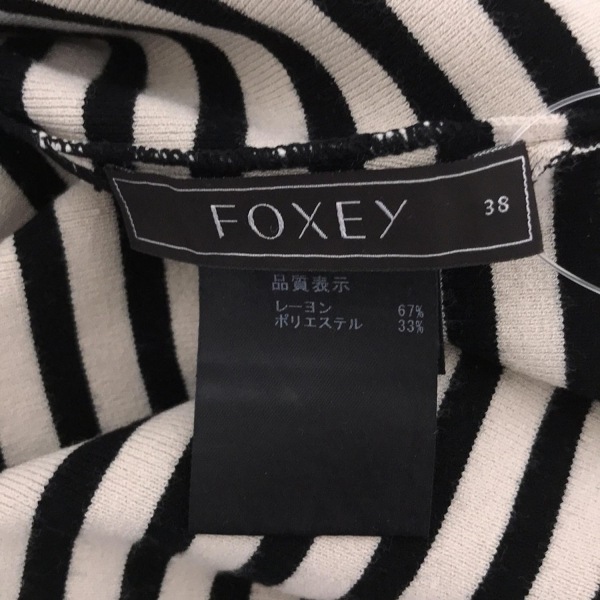 FOXEY 38
品質表示
レーヨン 67%
ポリエステル 33%